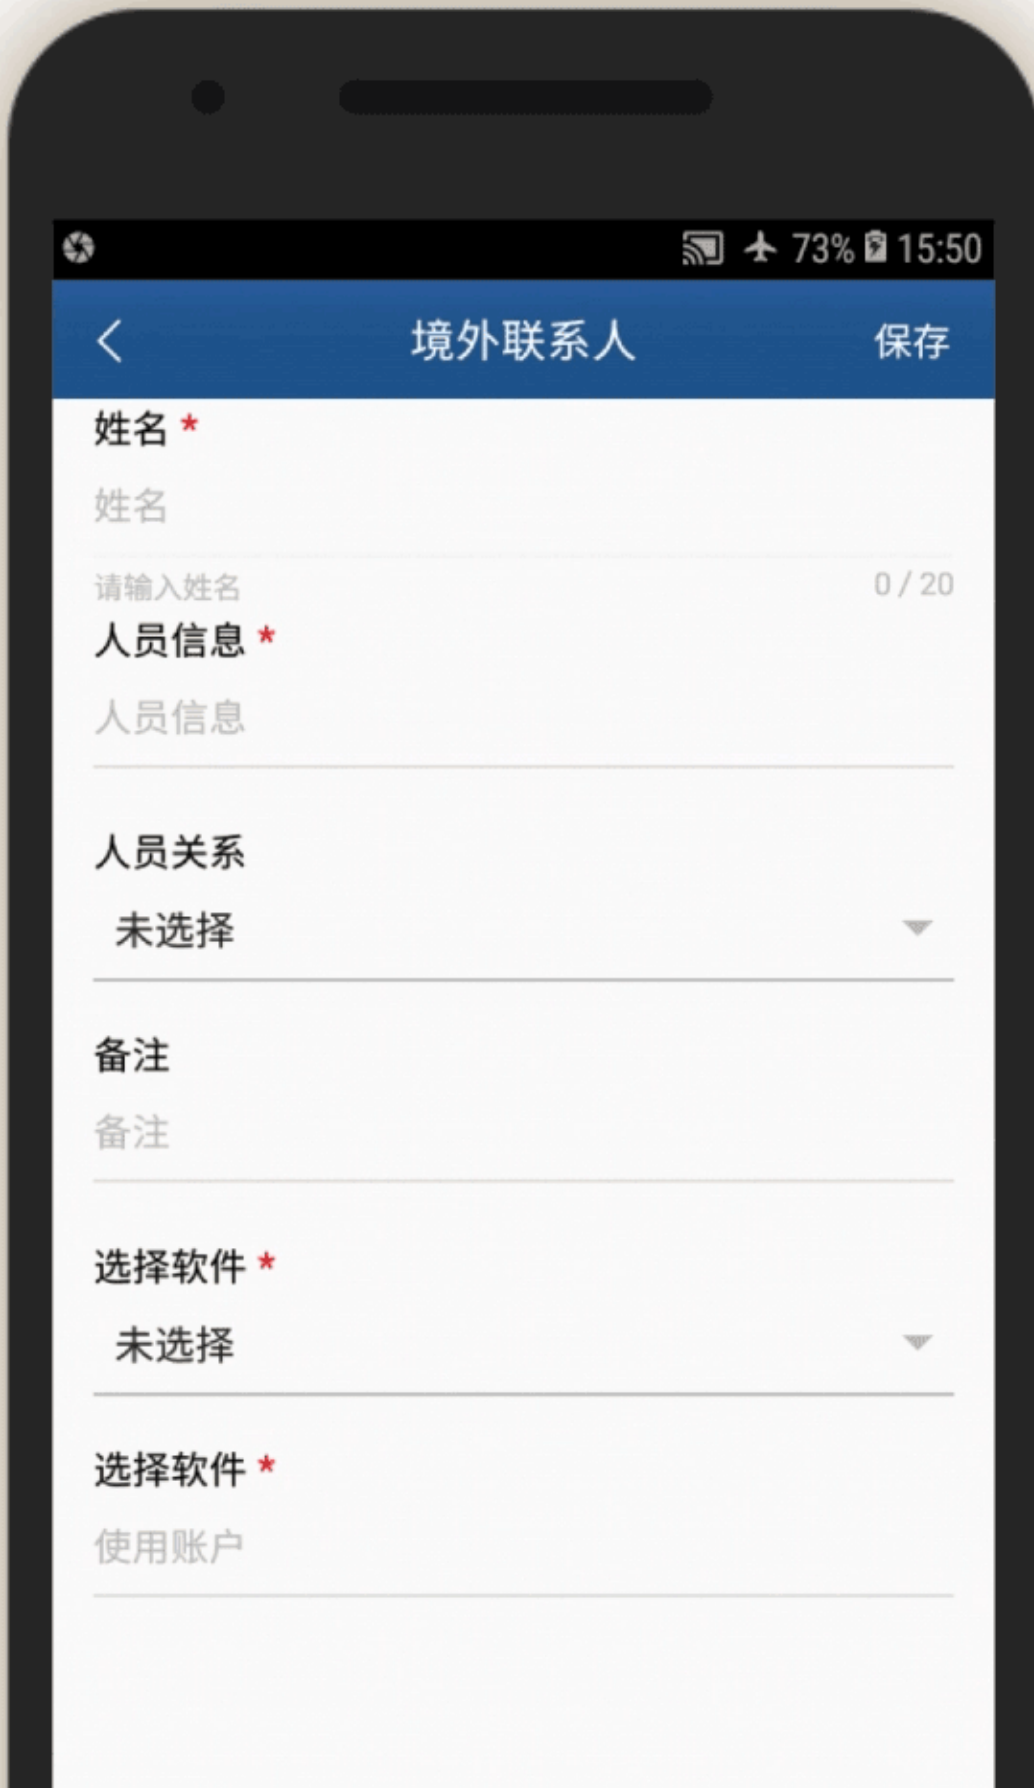 73% 15:50
境外联系人 保存
姓名 *
姓名
请输入姓名 0 / 20
人员信息 *
人员信息
人员关系
未选择
备注
备注
选择软件 *
未选择
选择软件 *
使用账户